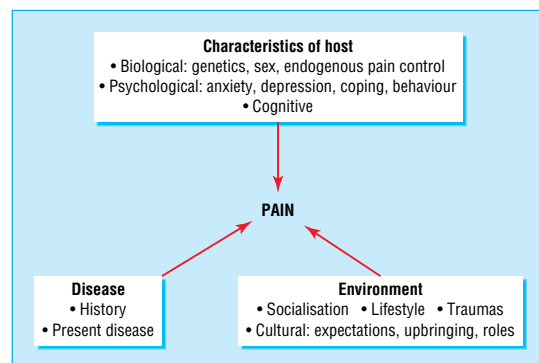 Characteristics of host
• Biological: genetics, sex, endogenous pain control
• Psychological: anxiety, depression, coping, behaviour
• Cognitive
PAIN
Disease
• History
• Present disease
Environment
• Socialisation • Lifestyle • Traumas
• Cultural: expectations, upbringing, roles